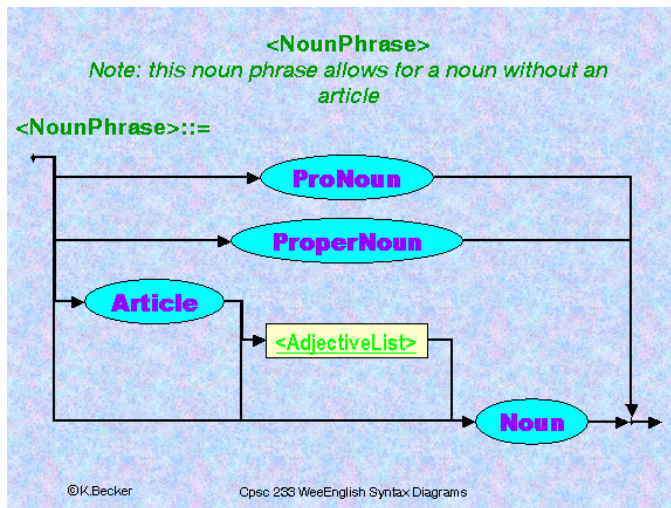 <NounPhrase>
Note: this noun phrase allows for a noun without an
article
<NounPhrase>::=
ProNoun
ProperNoun
Article
<AdjectiveList>
Noun
©K.Becker
Cpsc 233 WeeEnglish Syntax Diagrams